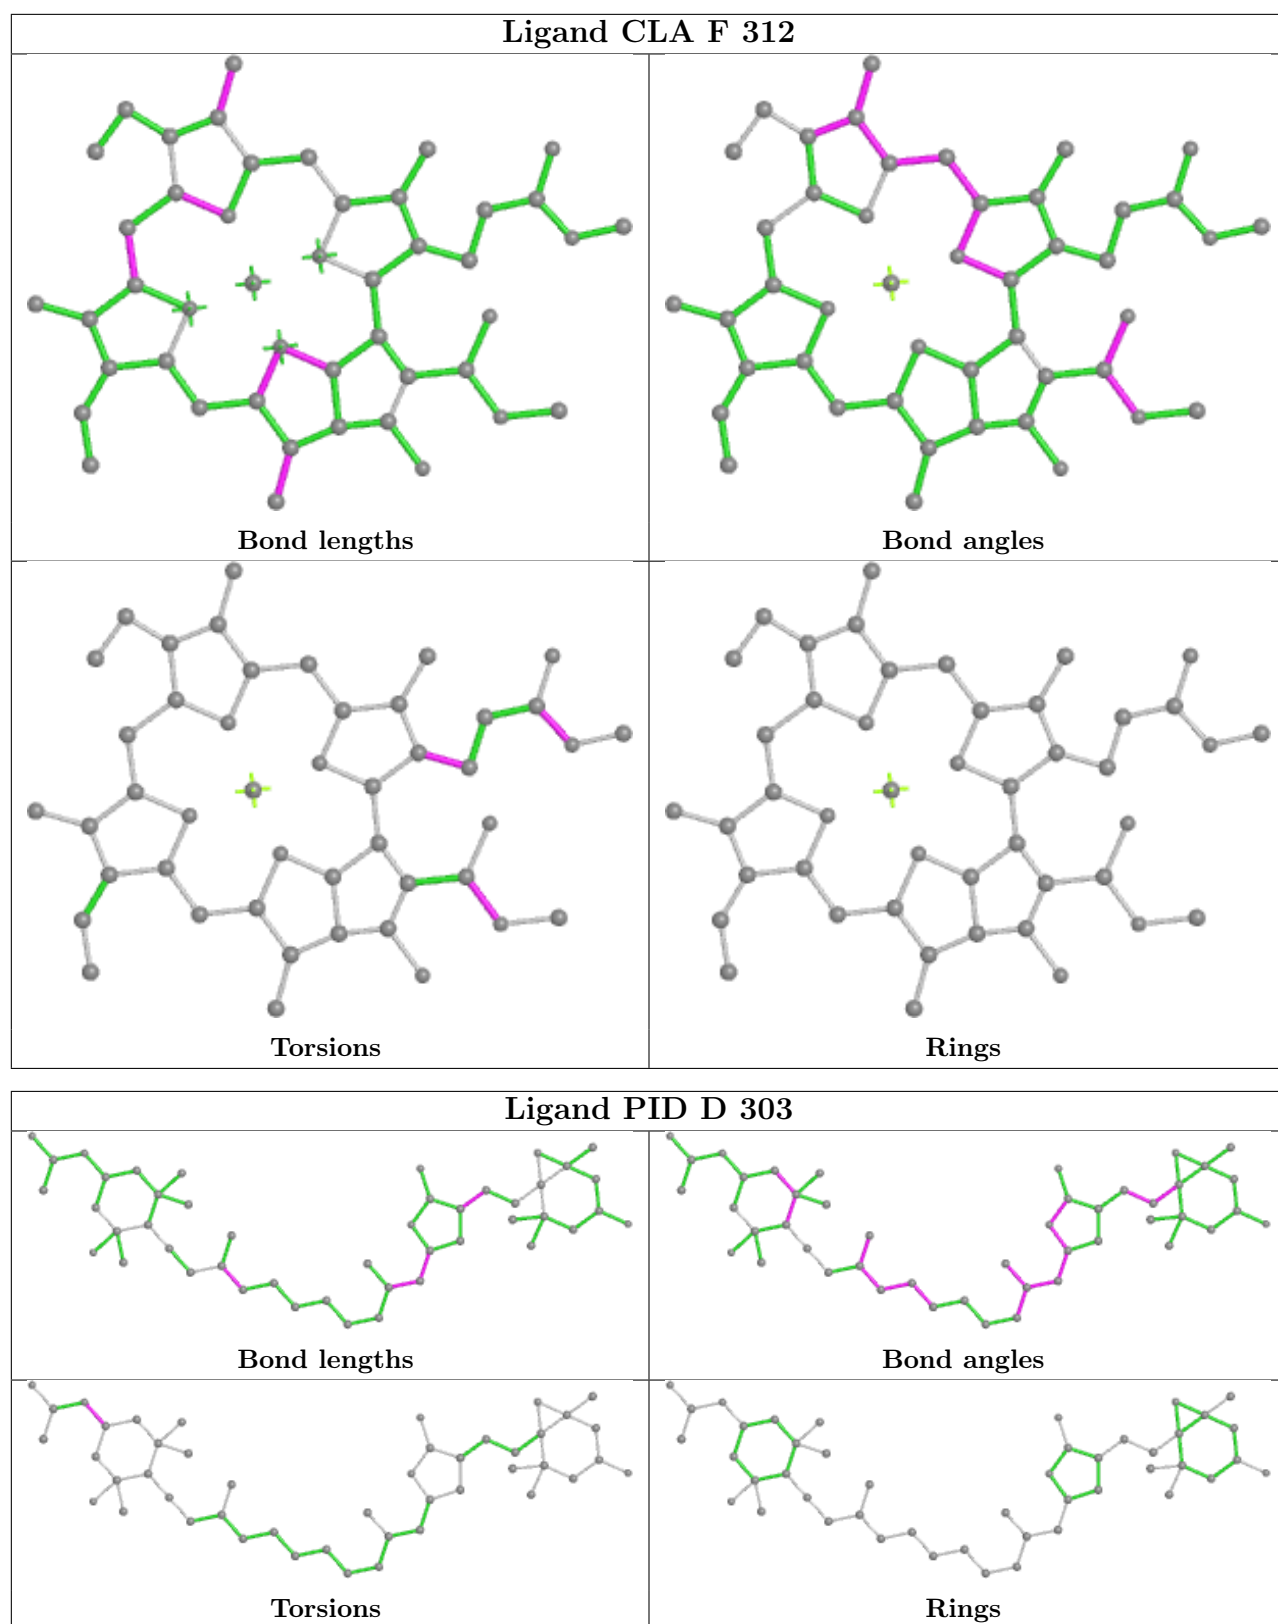 Ligand CLA F 312
Bond lengths
Bond angles
Torsions
Rings
Ligand PID D 303
Bond lengths
Bond angles
Torsions
Rings